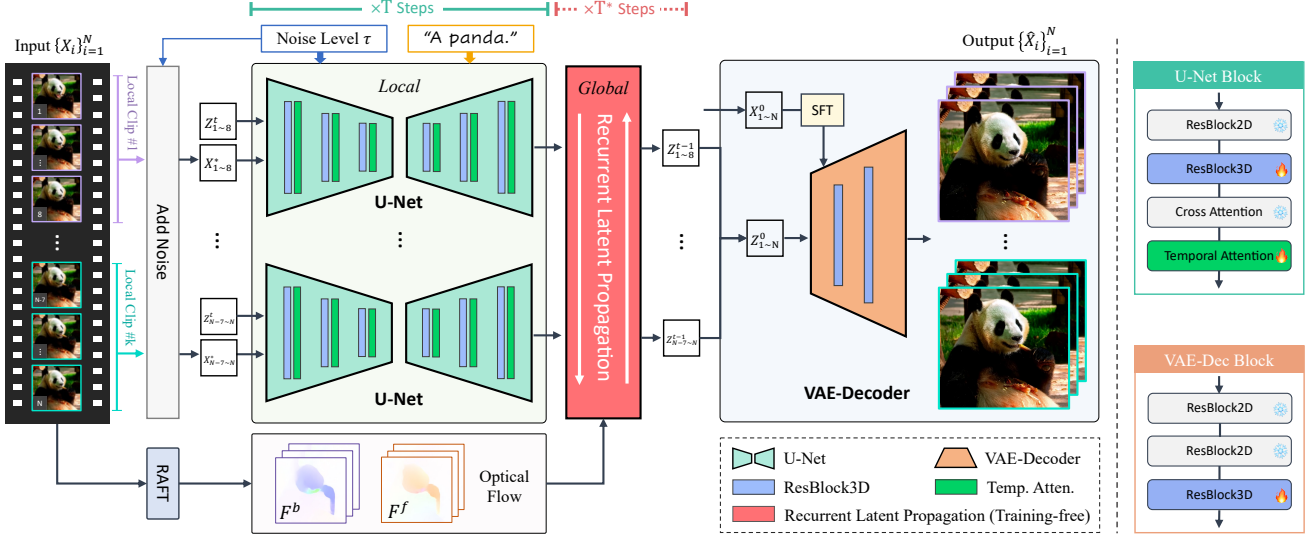 ×T Steps
×T* Steps
Input {X_i}_{i=1}^N
Noise Level τ
"A panda."
Output {X̂_i}_{i=1}^N
Local Clip #1
1
⋮
8
...
Local Clip #k
N-7
⋮
N
Add Noise
Z^t_{1~8}
X^*_{1~8}
...
Z^t_{N-7~N}
X^*_{N-7~N}
Local
U-Net
...
U-Net
Global
Recurrent Latent Propagation
Z^{t-1}_{1~8}
...
Z^{t-1}_{N-7~N}
X^0_{1~N}
SFT
Z^0_{1~N}
VAE-Decoder
...
RAFT
F^b
F^f
Optical
Flow
U-Net
VAE-Decoder
ResBlock3D
Temp. Atten.
Recurrent Latent Propagation (Training-free)
U-Net Block
ResBlock2D
ResBlock3D
Cross Attention
Temporal Attention
VAE-Dec Block
ResBlock2D
ResBlock2D
ResBlock3D